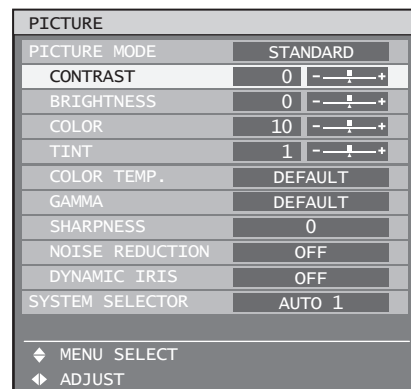 PICTURE
PICTURE MODE STANDARD
CONTRAST 0 - +
BRIGHTNESS 0 - +
COLOR 10 - +
TINT 1 - +
COLOR TEMP. DEFAULT
GAMMA DEFAULT
SHARPNESS 0
NOISE REDUCTION OFF
DYNAMIC IRIS OFF
SYSTEM SELECTOR AUTO 1
MENU SELECT
ADJUST